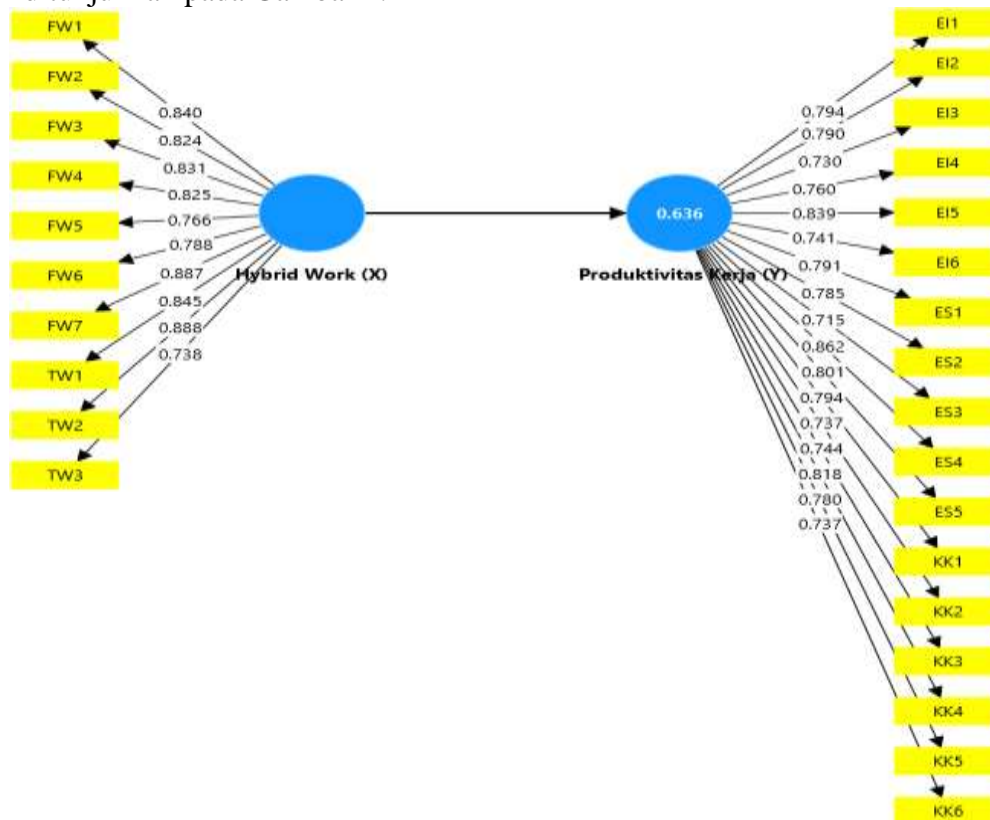 FW1
FW2
FW3
FW4
FW5
FW6
FW7
TW1
TW2
TW3
0.840
0.824
0.831
0.825
0.766
0.788
0.887
0.845
0.888
0.738
Hybrid Work (X)
0.636
Produktivitas Kerja (Y)
0.794
0.790
0.730
0.760
0.839
0.741
0.791
0.785
0.715
0.862
0.801
0.794
0.737
0.744
0.818
0.780
0.737
EI1
EI2
EI3
EI4
EI5
EI6
ES1
ES2
ES3
ES4
ES5
KK1
KK2
KK3
KK4
KK5
KK6